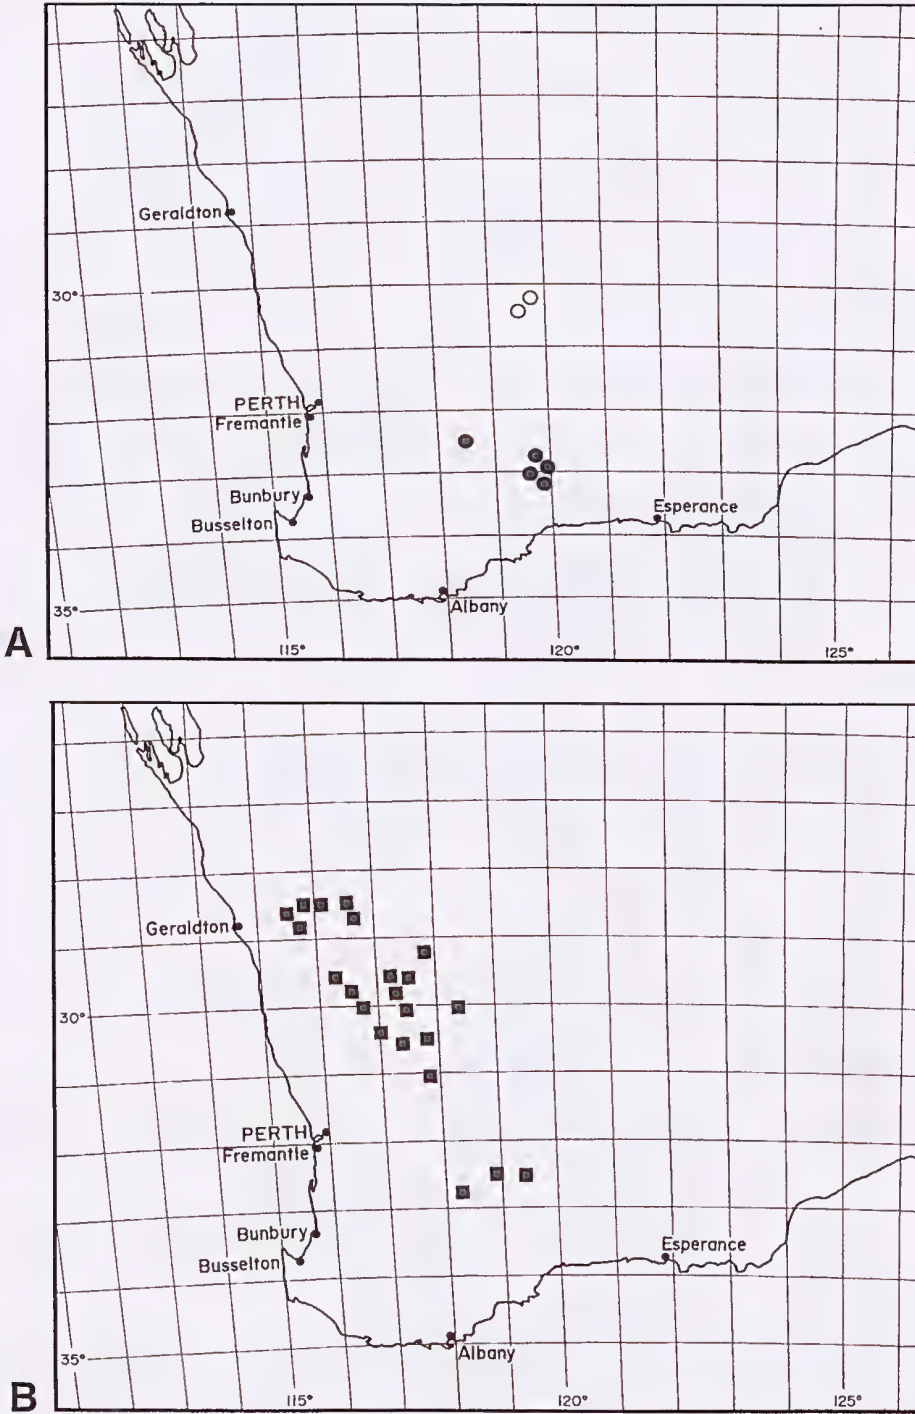 Geraldton
30°
PERTH
Fremantle
Bunbury
Busselton
Esperance
Albany
35°
115°
120°
125°
A
Geraldton
30°
PERTH
Fremantle
Bunbury
Busselton
Esperance
Albany
35°
115°
120°
125°
B